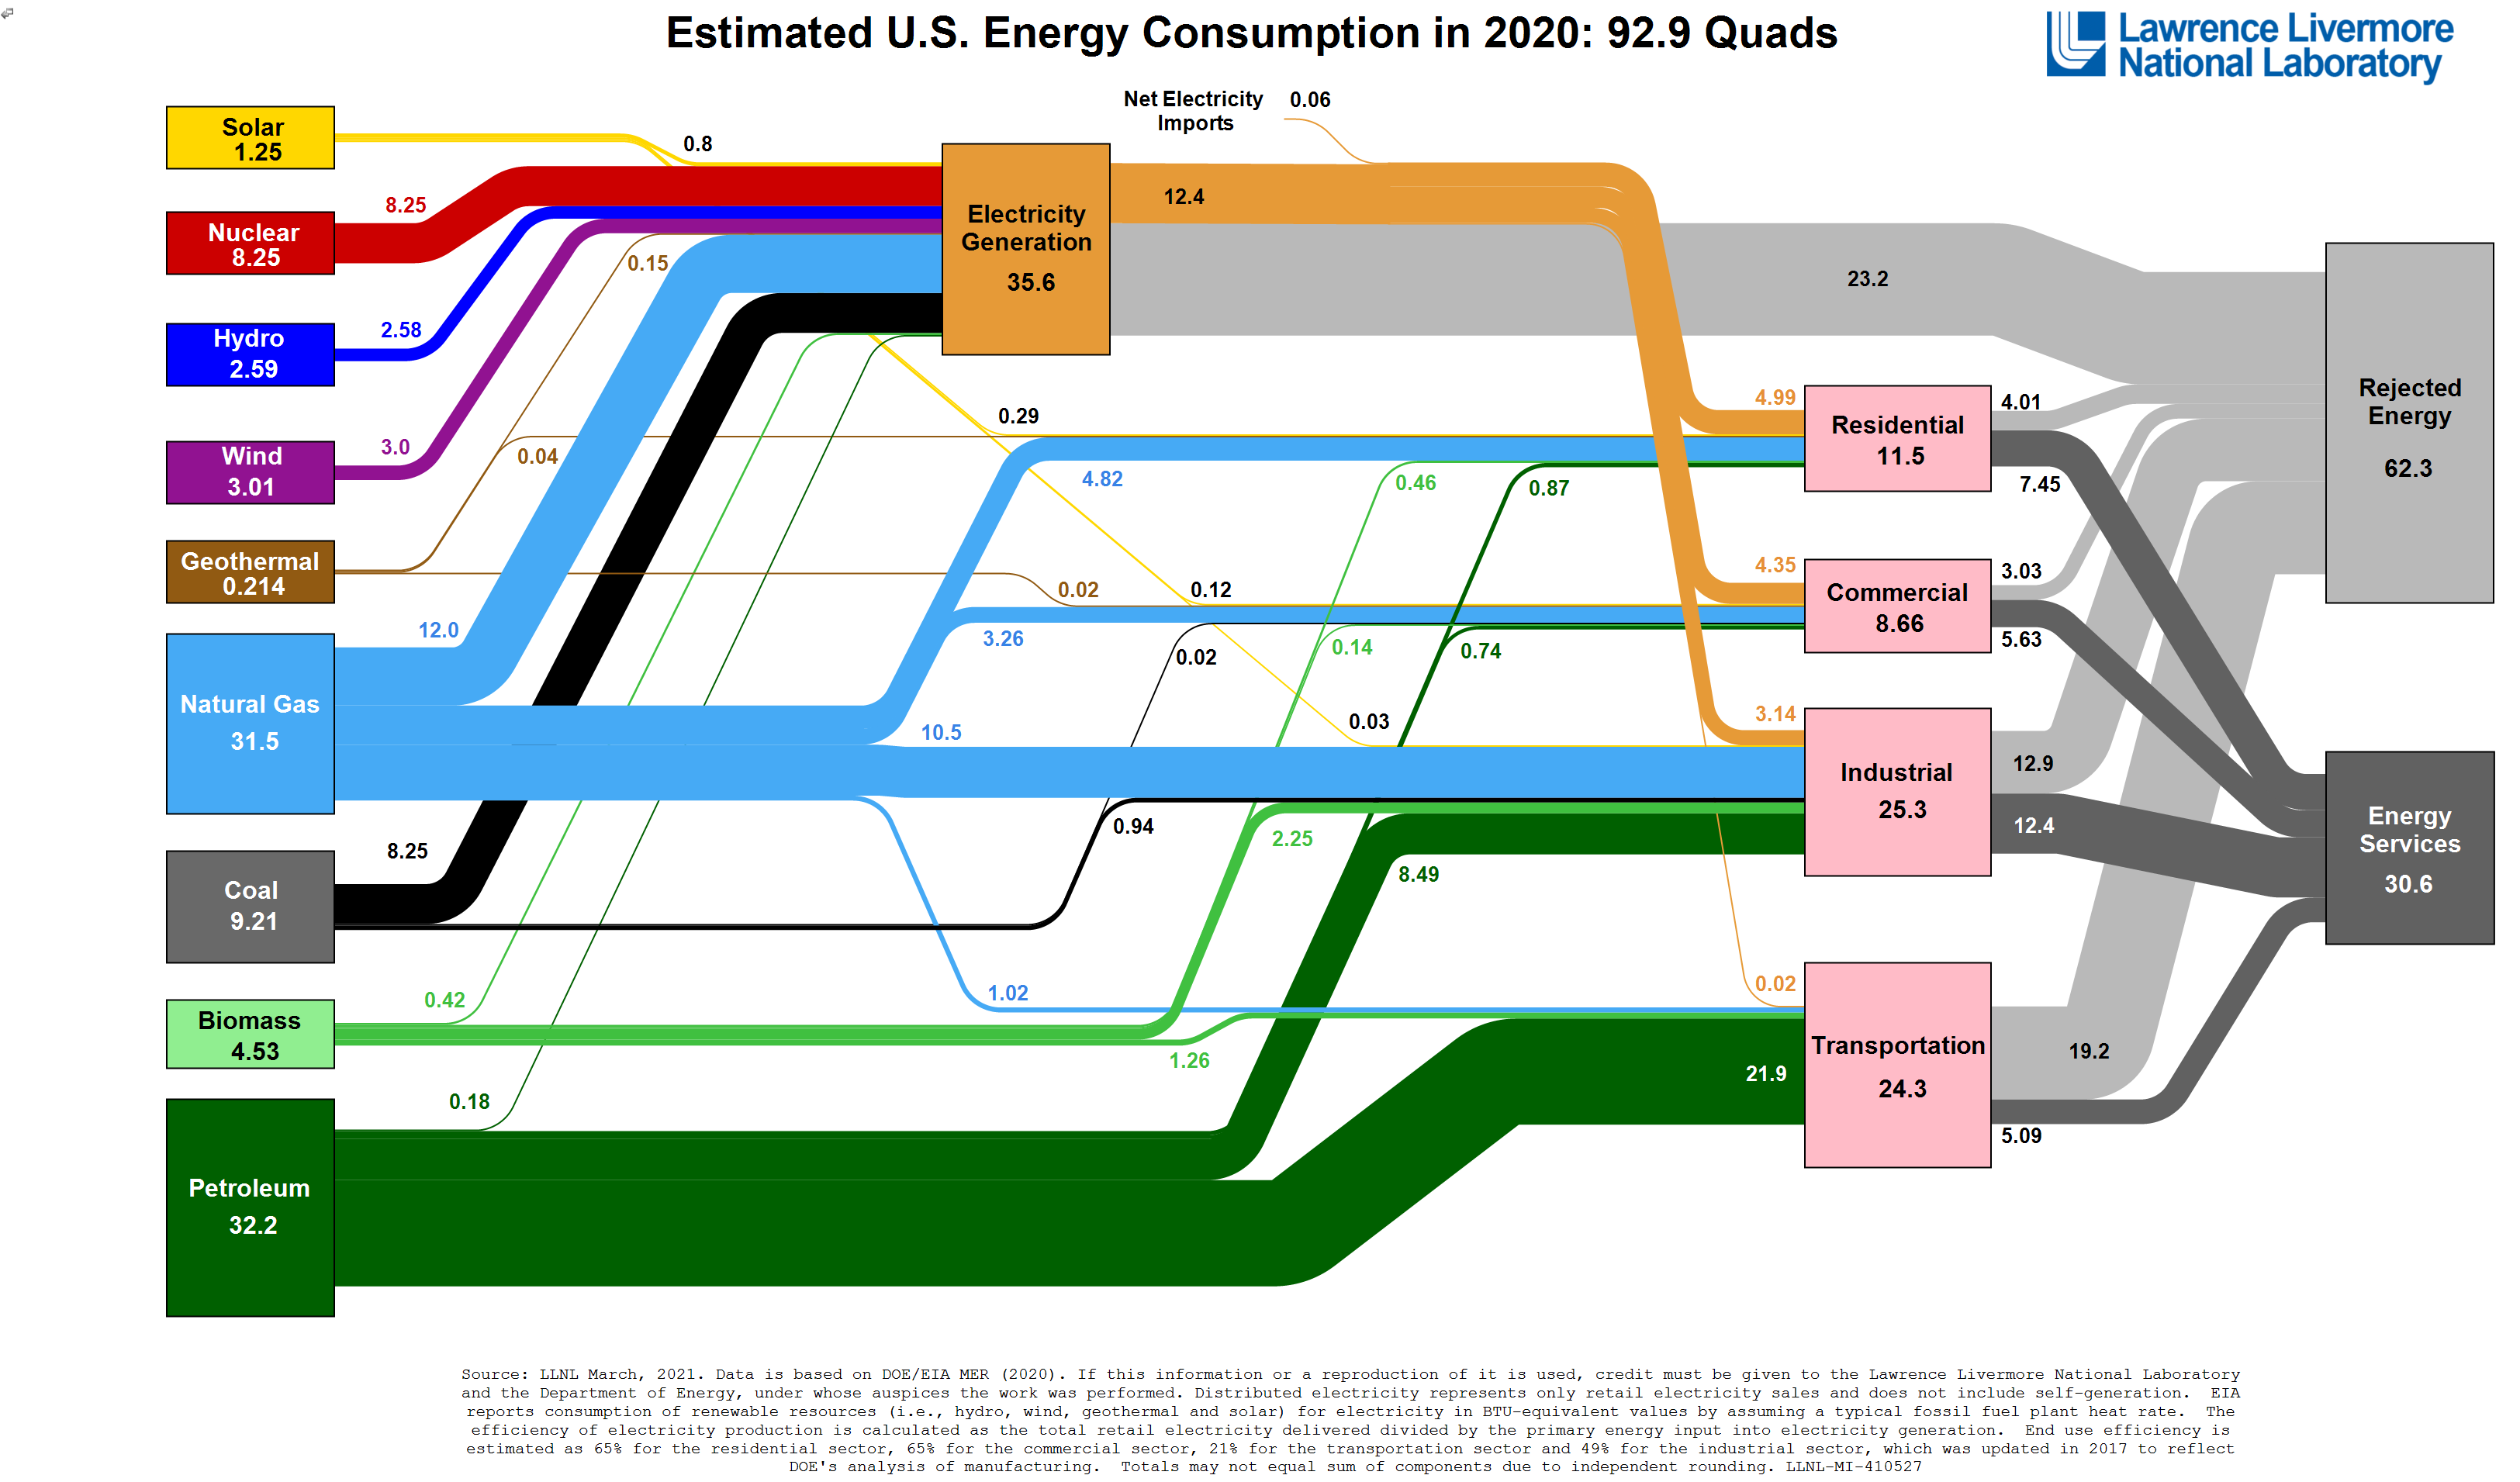 Estimated U.S. Energy Consumption in 2020: 92.9 Quads
Lawrence Livermore
National Laboratory
Net Electricity
Imports
0.06
Solar
1.25
0.8
Nuclear
8.25
8.25
Hydro
2.59
2.58
Wind
3.01
3.0
Geothermal
0.214
0.15
0.04
0.02
Natural Gas
31.5
12.0
4.82
3.26
10.5
1.02
Coal
9.21
8.25
0.02
0.94
Biomass
4.53
0.42
0.46
0.14
2.25
1.26
Petroleum
32.2
0.18
0.87
0.74
8.49
21.9
0.29
0.12
0.03
Electricity
Generation
35.6
12.4
23.2
4.99
4.35
3.14
0.02
Residential
11.5
4.01
7.45
Commercial
8.66
3.03
5.63
Industrial
25.3
12.9
12.4
Transportation
24.3
19.2
5.09
Rejected
Energy
62.3
Energy
Services
30.6
Source: LLNL March, 2021. Data is based on DOE/EIA MER (2020). If this information or a reproduction of it is used, credit must be given to the Lawrence Livermore National Laboratory
and the Department of Energy, under whose auspices the work was performed. Distributed electricity represents only retail electricity sales and does not include self-generation. EIA
reports consumption of renewable resources (i.e., hydro, wind, geothermal and solar) for electricity in BTU-equivalent values by assuming a typical fossil fuel plant heat rate. The
efficiency of electricity production is calculated as the total retail electricity delivered divided by the primary energy input into electricity generation. End use efficiency is
estimated as 65% for the residential sector, 65% for the commercial sector, 21% for the transportation sector and 49% for the industrial sector, which was updated in 2017 to reflect
DOE's analysis of manufacturing. Totals may not equal sum of components due to independent rounding. LLNL-MI-410527